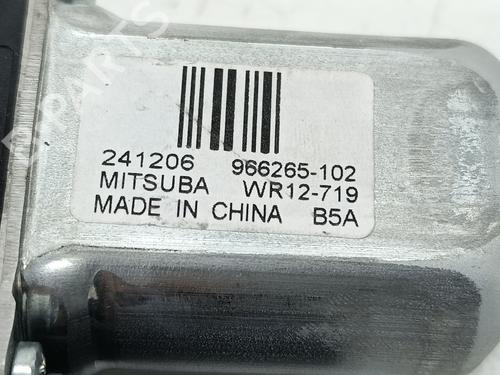 241206 966265-102
MITSUBA WR12-719
MADE IN CHINA B5A